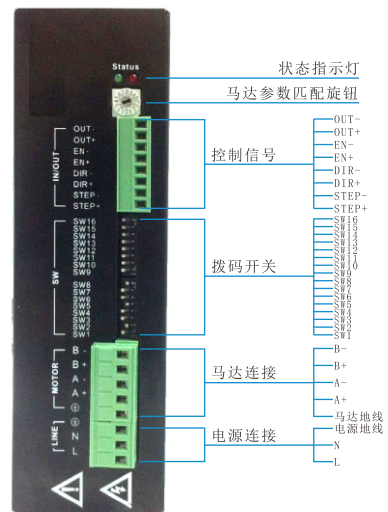 Status
OUT-
OUT+
EN-
EN+
DIR-
DIR+
STEP-
STEP+
IN/OUT
SW16
SW15
SW14
SW13
SW12
SW11
SW10
SW9
SW8
SW7
SW6
SW5
SW4
SW3
SW2
SW1
SW
B-
B+
A-
A+
MOTOR
N
L
LINE
状态指示灯
马达参数匹配旋钮
控制信号
OUT-
OUT+
EN-
EN+
DIR-
DIR+
STEP-
STEP+
拨码开关
SW16
SW15
SW14
SW13
SW12
SW11
SW10
SW9
SW8
SW7
SW6
SW5
SW4
SW3
SW2
SW1
马达连接
B-
B+
A-
A+
马达地线
电源连接
电源地线
N
L